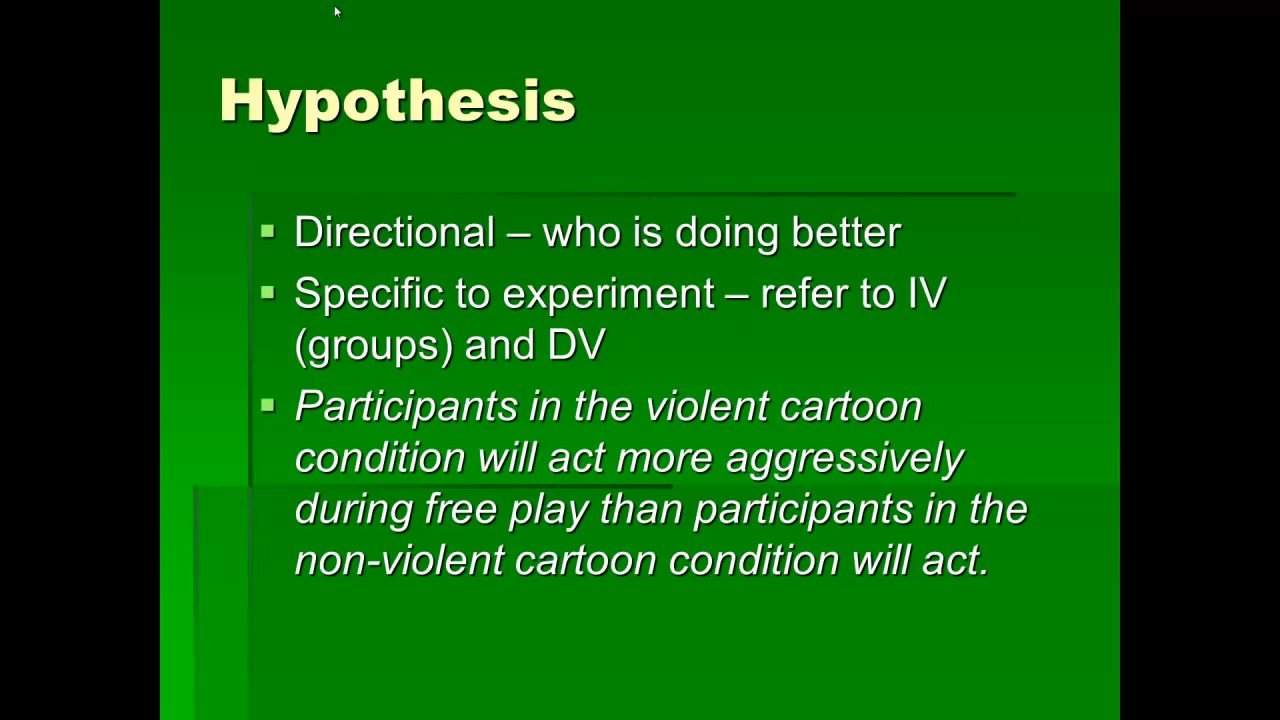 Hypothesis
Directional – who is doing better
Specific to experiment – refer to IV
(groups) and DV
Participants in the violent cartoon
condition will act more aggressively
during free play than participants in the
non-violent cartoon condition will act.